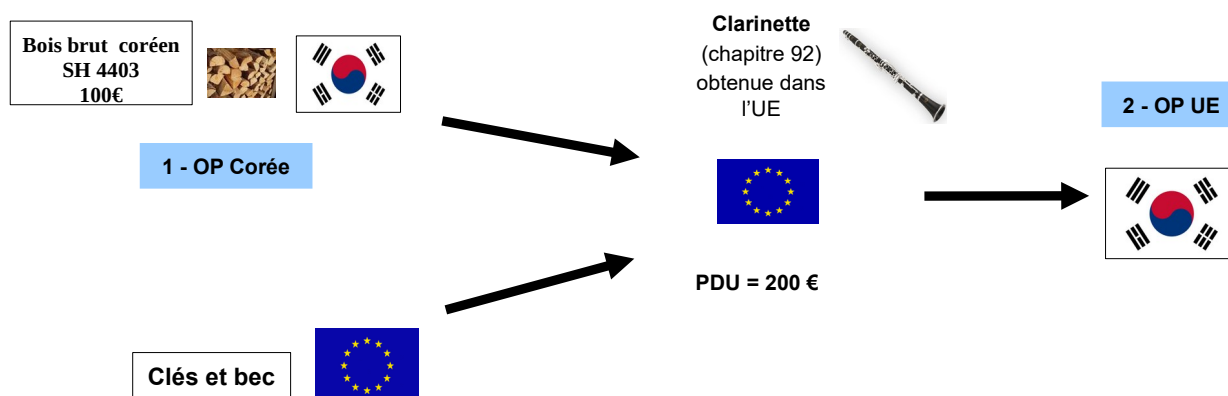 Bois brut coréen
SH 4403
100€
1 - OP Corée
Clarinette
(chapitre 92)
obtenue dans
l'UE
2 - OP UE
PDU = 200 €
Clés et bec